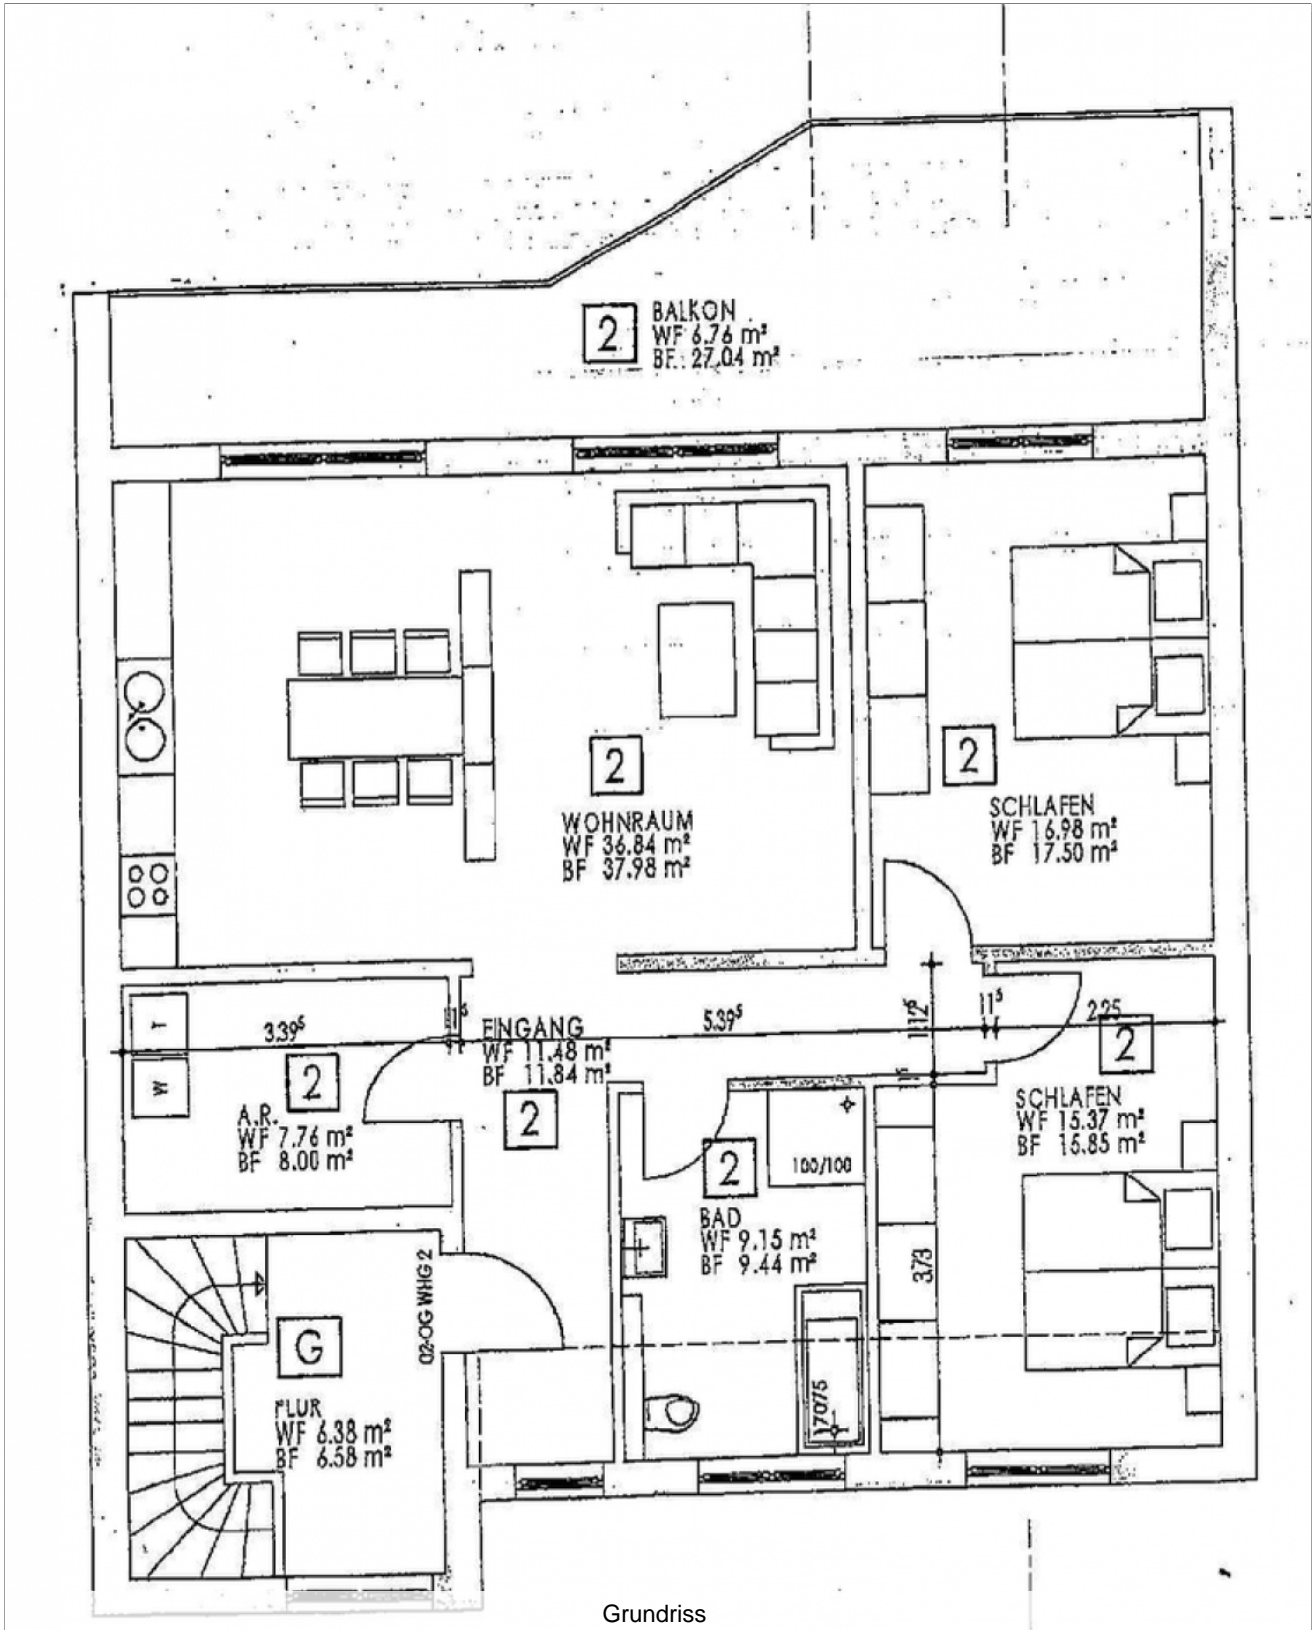 2
BALKON
WF 6.76 m²
BF: 27.04 m²
2
WOHNRAUM
WF 36.84 m²
BF 37.98 m²
2
SCHLAFEN
WF 16.98 m²
BF 17.50 m²
3.39⁵
1⁵
5.39⁵
1.12⁵
11⁵
2.25
1⁵
T
W
2
A.R.
WF 7.76 m²
BF 8.00 m²
EINGANG
WF 11.48 m²
BF 11.84 m²
2
2
SCHLAFEN
WF 15.37 m²
BF 15.85 m²
100/100
2
BAD
WF 9.15 m²
BF 9.44 m²
3.73
170/75
02-OG WHG 2
G
FLUR
WF 6.38 m²
BF 6.58 m²
Grundriss